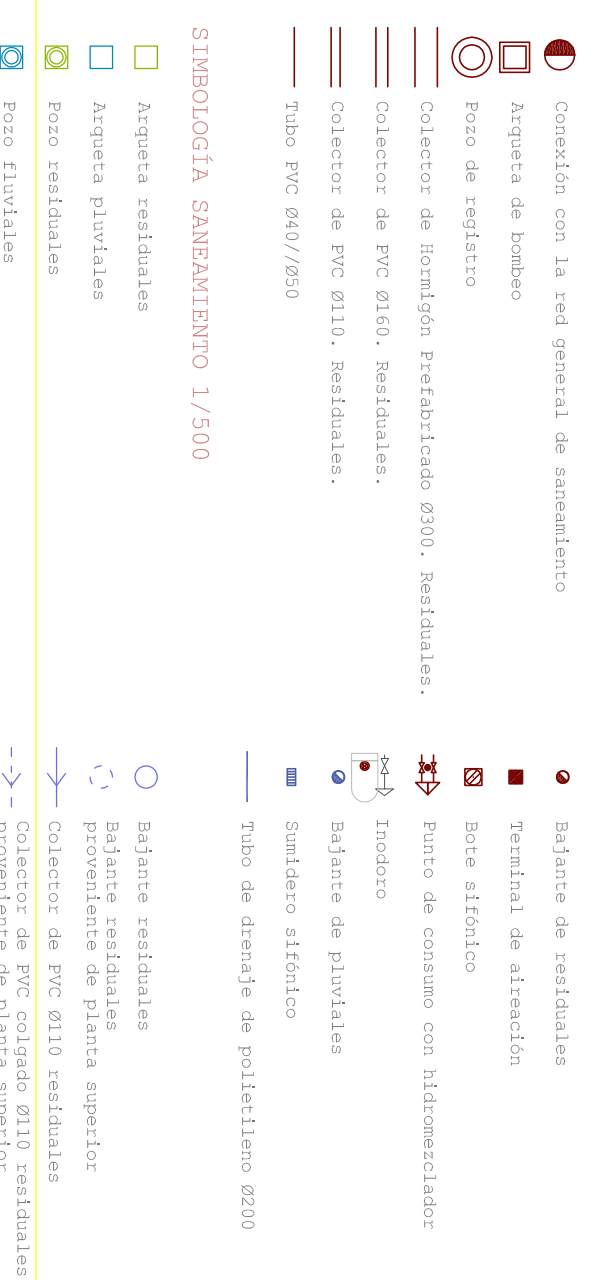 Conexión con la red general de saneamiento
Arqueta de bombeo
Pozo de registro
Colector de Hormigón Prefabricado Ø300. Residuales.
Colector de PVC Ø160. Residuales.
Colector de PVC Ø110. Residuales.
Tubo PVC Ø40//Ø50
Bajante de residuales
Terminal de aireación
Bote sifónico
Punto de consumo con hidromezclador
Inodoro
Bajante de pluviales
Sumidero sifónico
Tubo de drenaje de polietileno Ø200
SIMBOLOGÍA SANEAMIENTO 1/500
Arqueta residuales
Arqueta pluviales
Pozo residuales
Pozo fluviales
Bajante residuales
Bajante residuales
proveniente de planta superior
Colector de PVC Ø110 residuales
Colector de PVC colgado Ø110 residuales
proveniente de planta superior